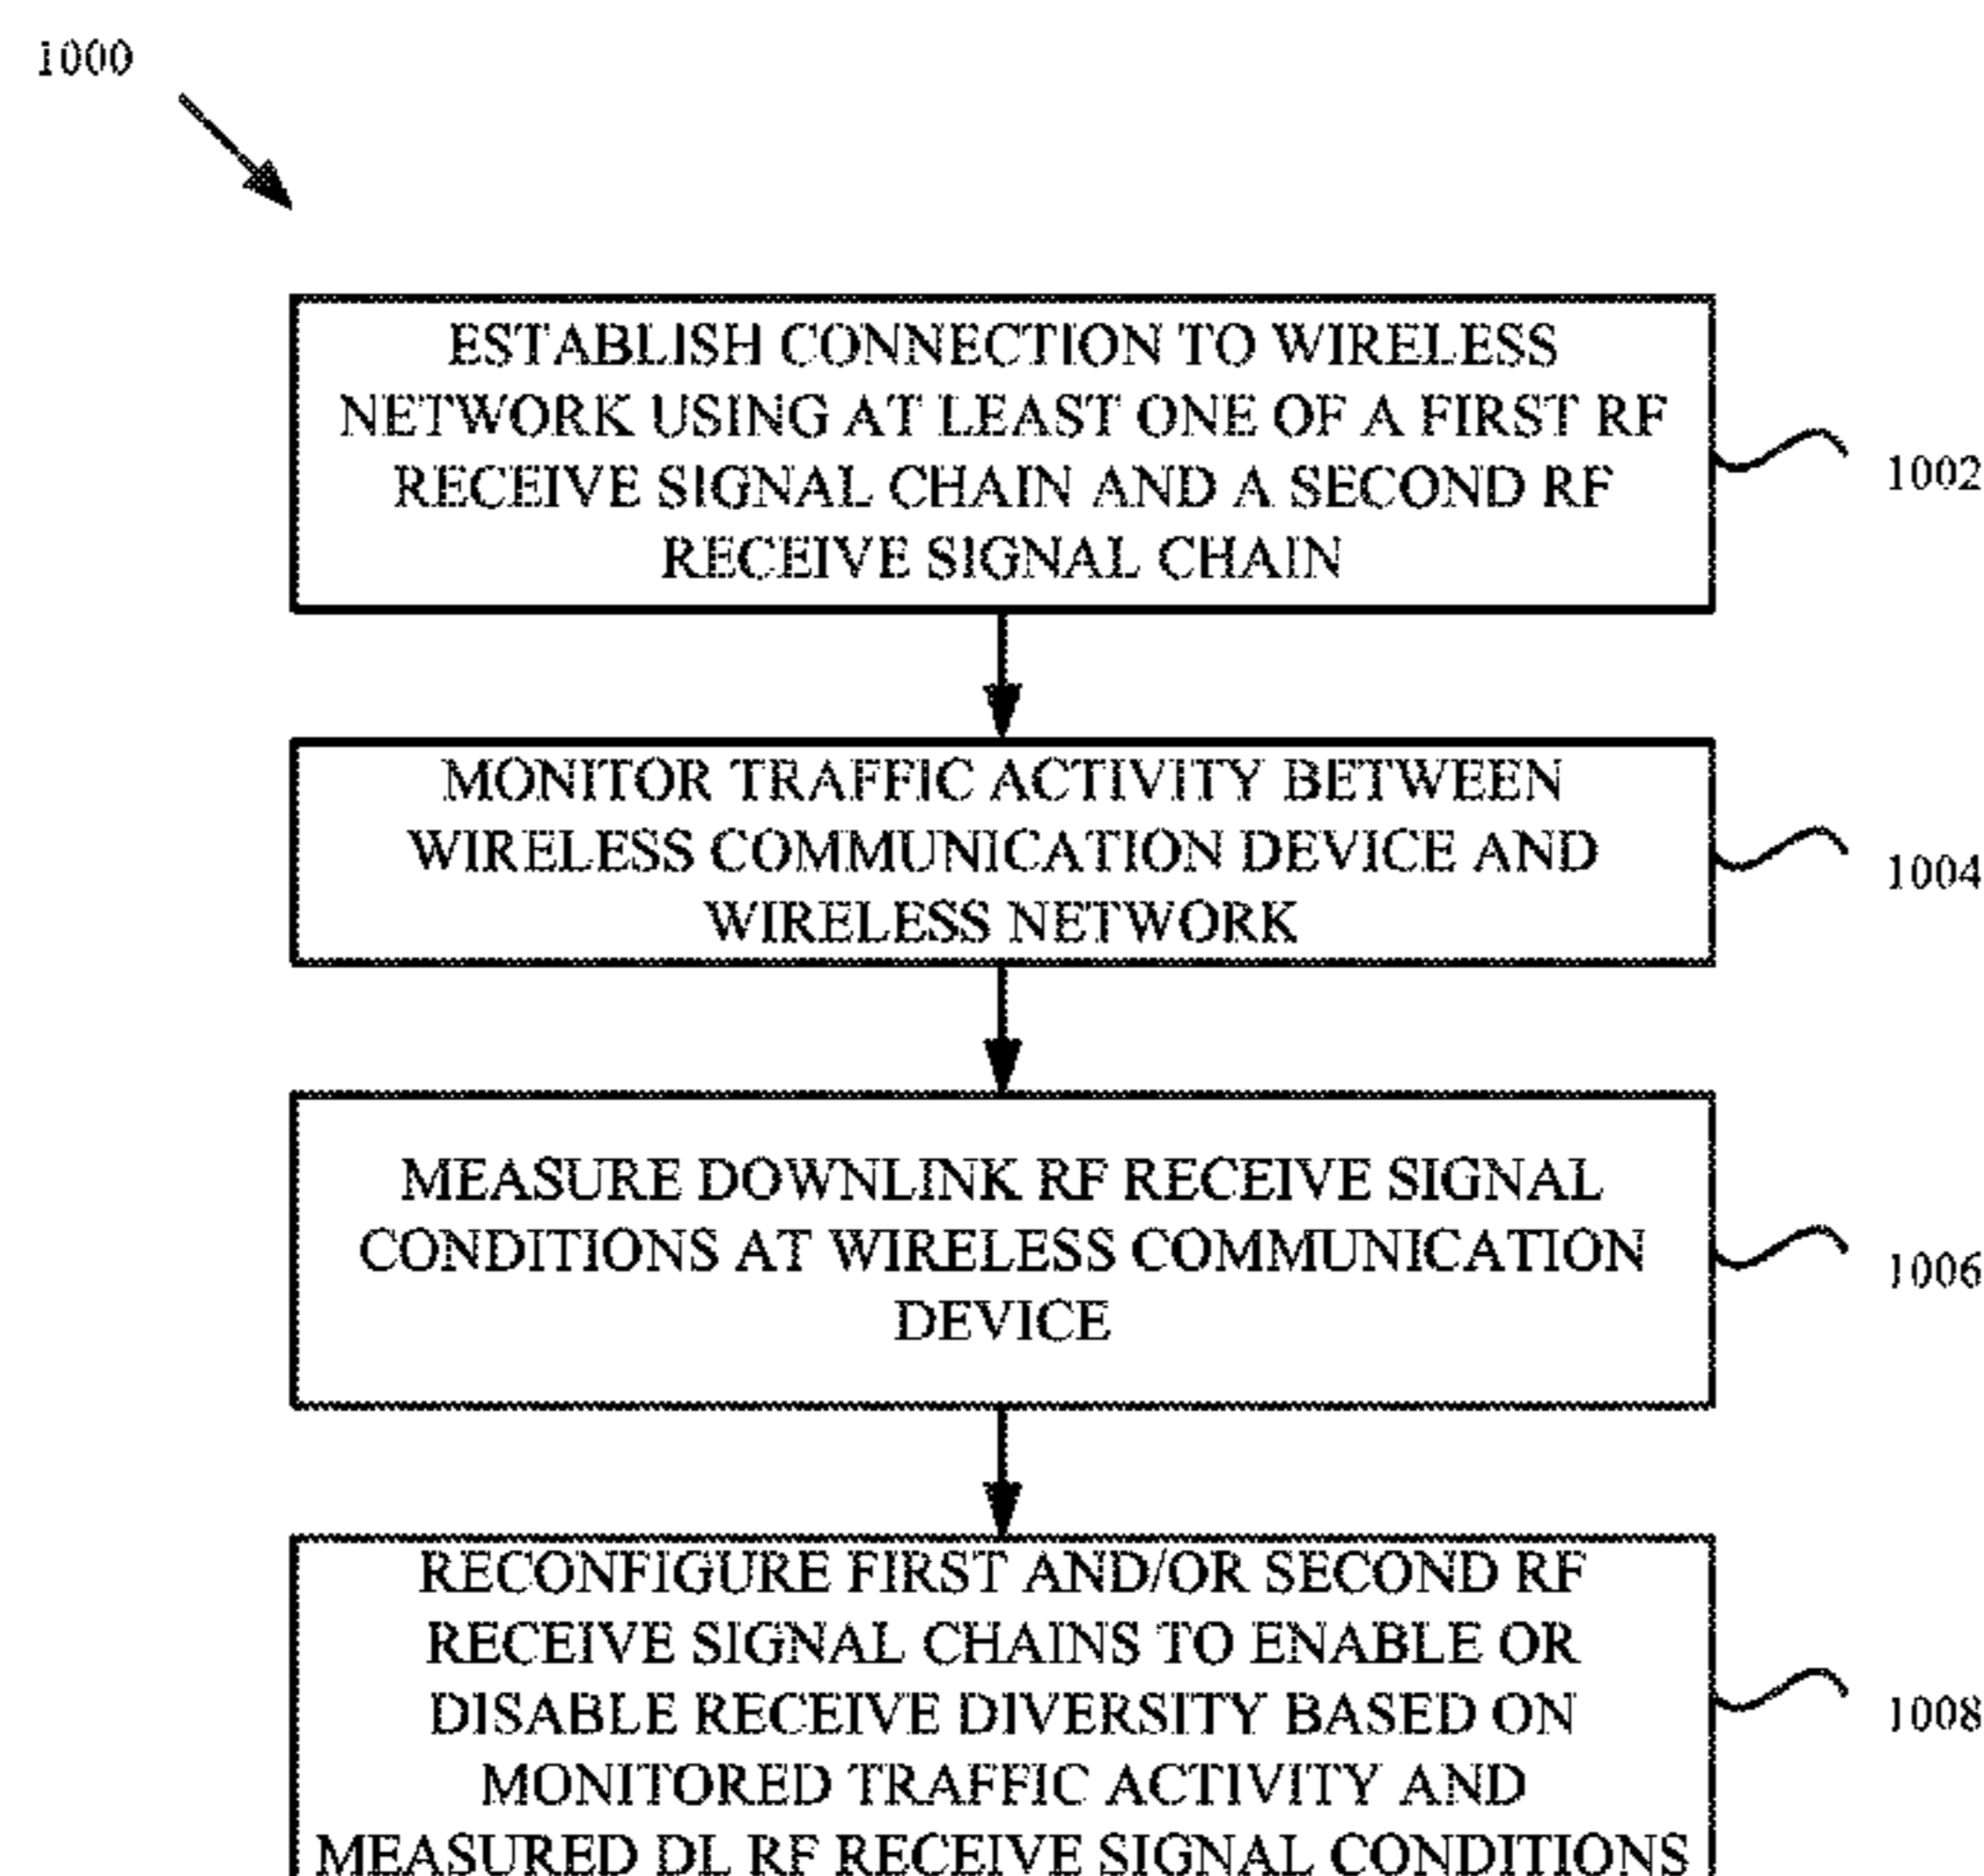 1000
ESTABLISH CONNECTION TO WIRELESS
NETWORK USING AT LEAST ONE OF A FIRST RF
RECEIVE SIGNAL CHAIN AND A SECOND RF
RECEIVE SIGNAL CHAIN
1002
MONITOR TRAFFIC ACTIVITY BETWEEN
WIRELESS COMMUNICATION DEVICE AND
WIRELESS NETWORK
1004
MEASURE DOWNLINK RF RECEIVE SIGNAL
CONDITIONS AT WIRELESS COMMUNICATION
DEVICE
1006
RECONFIGURE FIRST AND/OR SECOND RF
RECEIVE SIGNAL CHAINS TO ENABLE OR
DISABLE RECEIVE DIVERSITY BASED ON
MONITORED TRAFFIC ACTIVITY AND
MEASURED DL RF RECEIVE SIGNAL CONDITIONS
1008